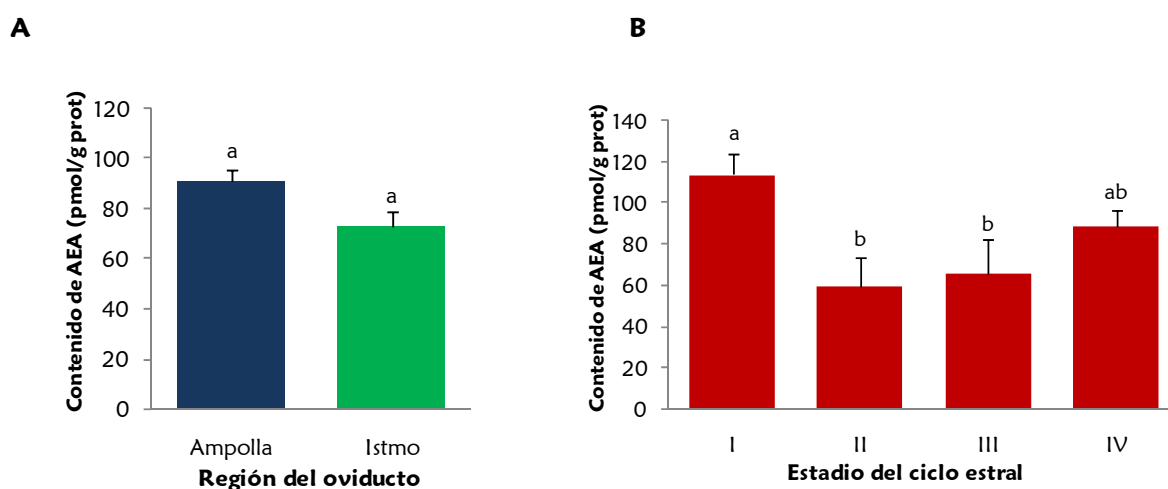 A
Contenido de AEA (pmol/g prot)
120
100
80
60
40
20
0
a
a
Ampolla
Istmo
Región del oviducto
B
Contenido de AEA (pmol/g prot)
140
120
100
80
60
40
20
0
a
b
b
ab
I
II
III
IV
Estadio del ciclo estral